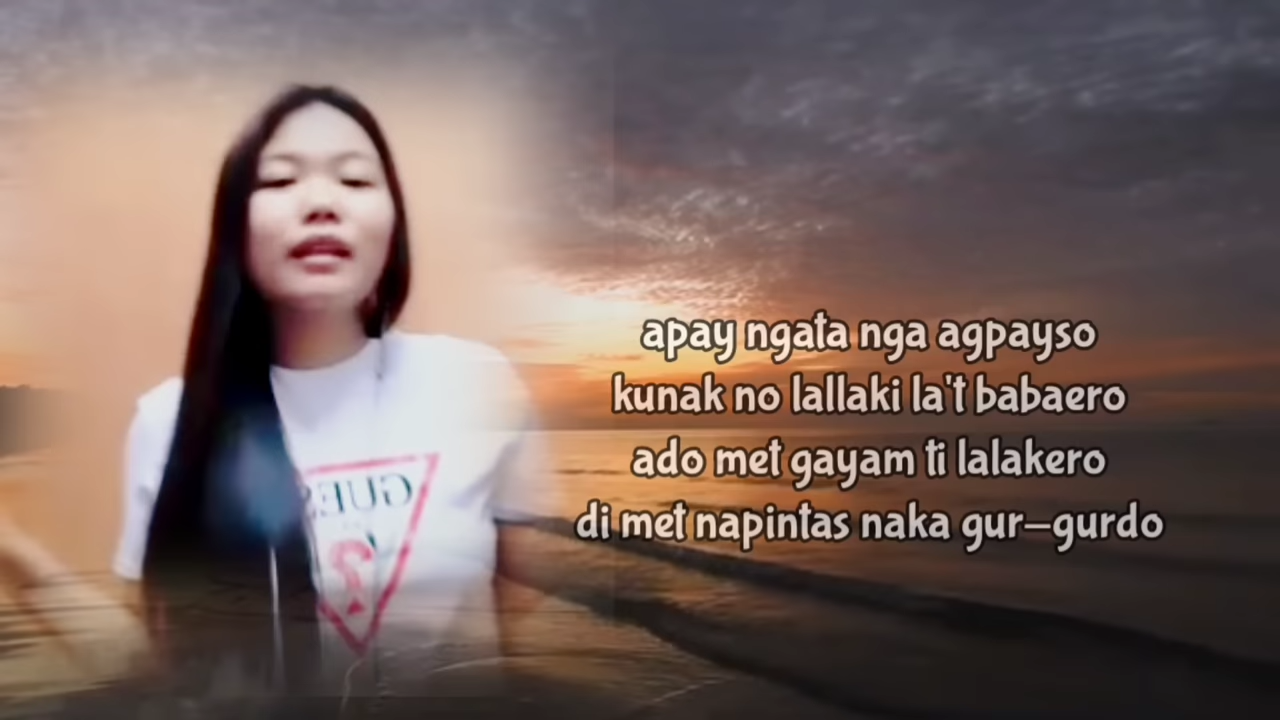 apay ngata nga agpayso
kunak no lallaki la't babaero
ado met gayam ti lalakero
di met napintas naka gur-gurdo
GUES